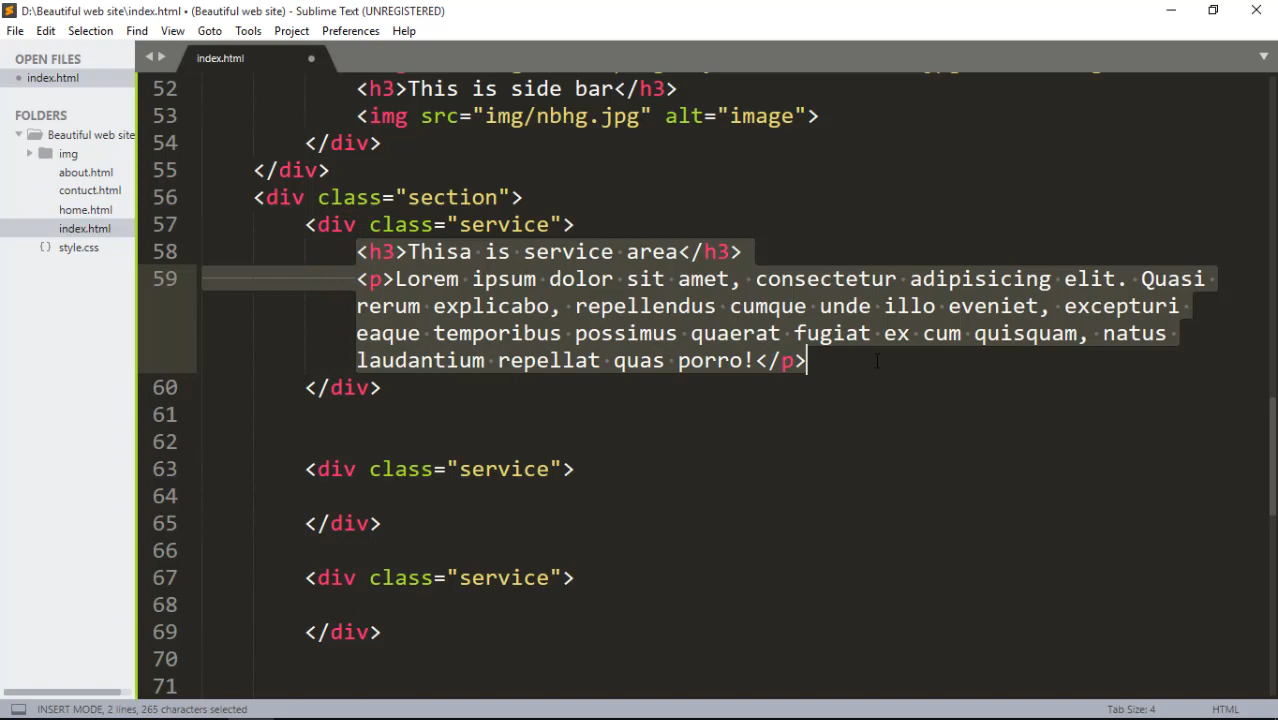 D:\Beautiful web site\index.html • (Beautiful web site) - Sublime Text (UNREGISTERED)
File Edit Selection Find View Goto Tools Project Preferences Help
OPEN FILES
index.html
FOLDERS
Beautiful web site
img
about.html
contuct.html
home.html
index.html
style.css
index.html
52 <h3>This is side bar</h3>
53 <img src="img/nbhg.jpg" alt="image">
54 </div>
55 </div>
56 <div class="section">
57 <div class="service">
58 <h3>Thisa is service area</h3>
59 <p>Lorem ipsum dolor sit amet, consectetur adipisicing elit. Quasi
rerum explicabo, repellendus cumque unde illo eveniet, excepturi
eaque temporibus possimus quaerat fugiat ex cum quisquam, natus
laudantium repellat quas porro!</p>
60 </div>
61
62
63 <div class="service">
64
65 </div>
66
67 <div class="service">
68
69 </div>
70
71
INSERT MODE, 2 lines, 265 characters selected
Tab Size: 4
HTML